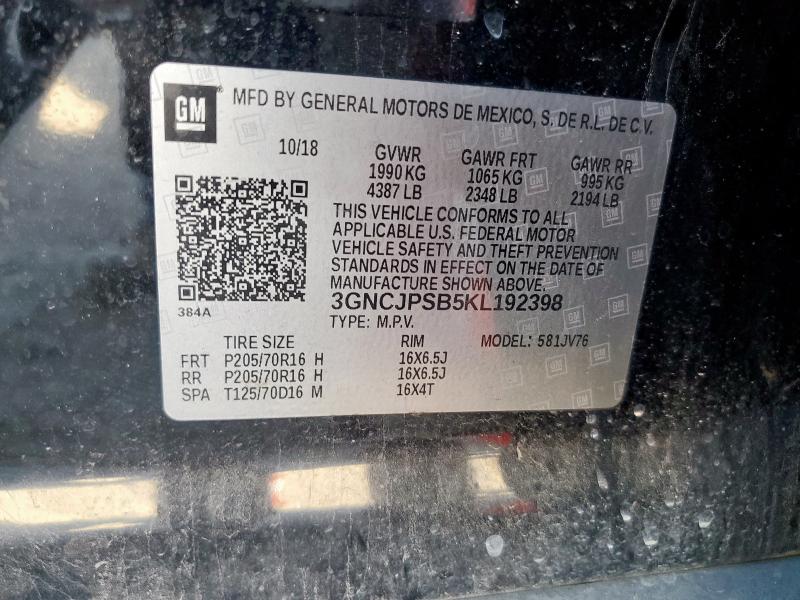 GM MFD BY GENERAL MOTORS DE MEXICO, S. DE R.L. DE C.V.
10/18 GVWR GAWR FRT GAWR RR
1990 KG 1065 KG 995 KG
4387 LB 2348 LB 2194 LB
THIS VEHICLE CONFORMS TO ALL
APPLICABLE U.S. FEDERAL MOTOR
VEHICLE SAFETY AND THEFT PREVENTION
STANDARDS IN EFFECT ON THE DATE OF
MANUFACTURE SHOWN ABOVE.
384A
3GNCJPSB5KL192398
TYPE: M.P.V.
TIRE SIZE RIM MODEL: 581JV76
FRT P205/70R16 H 16X6.5J
RR P205/70R16 H 16X6.5J
SPA T125/70D16 M 16X4T